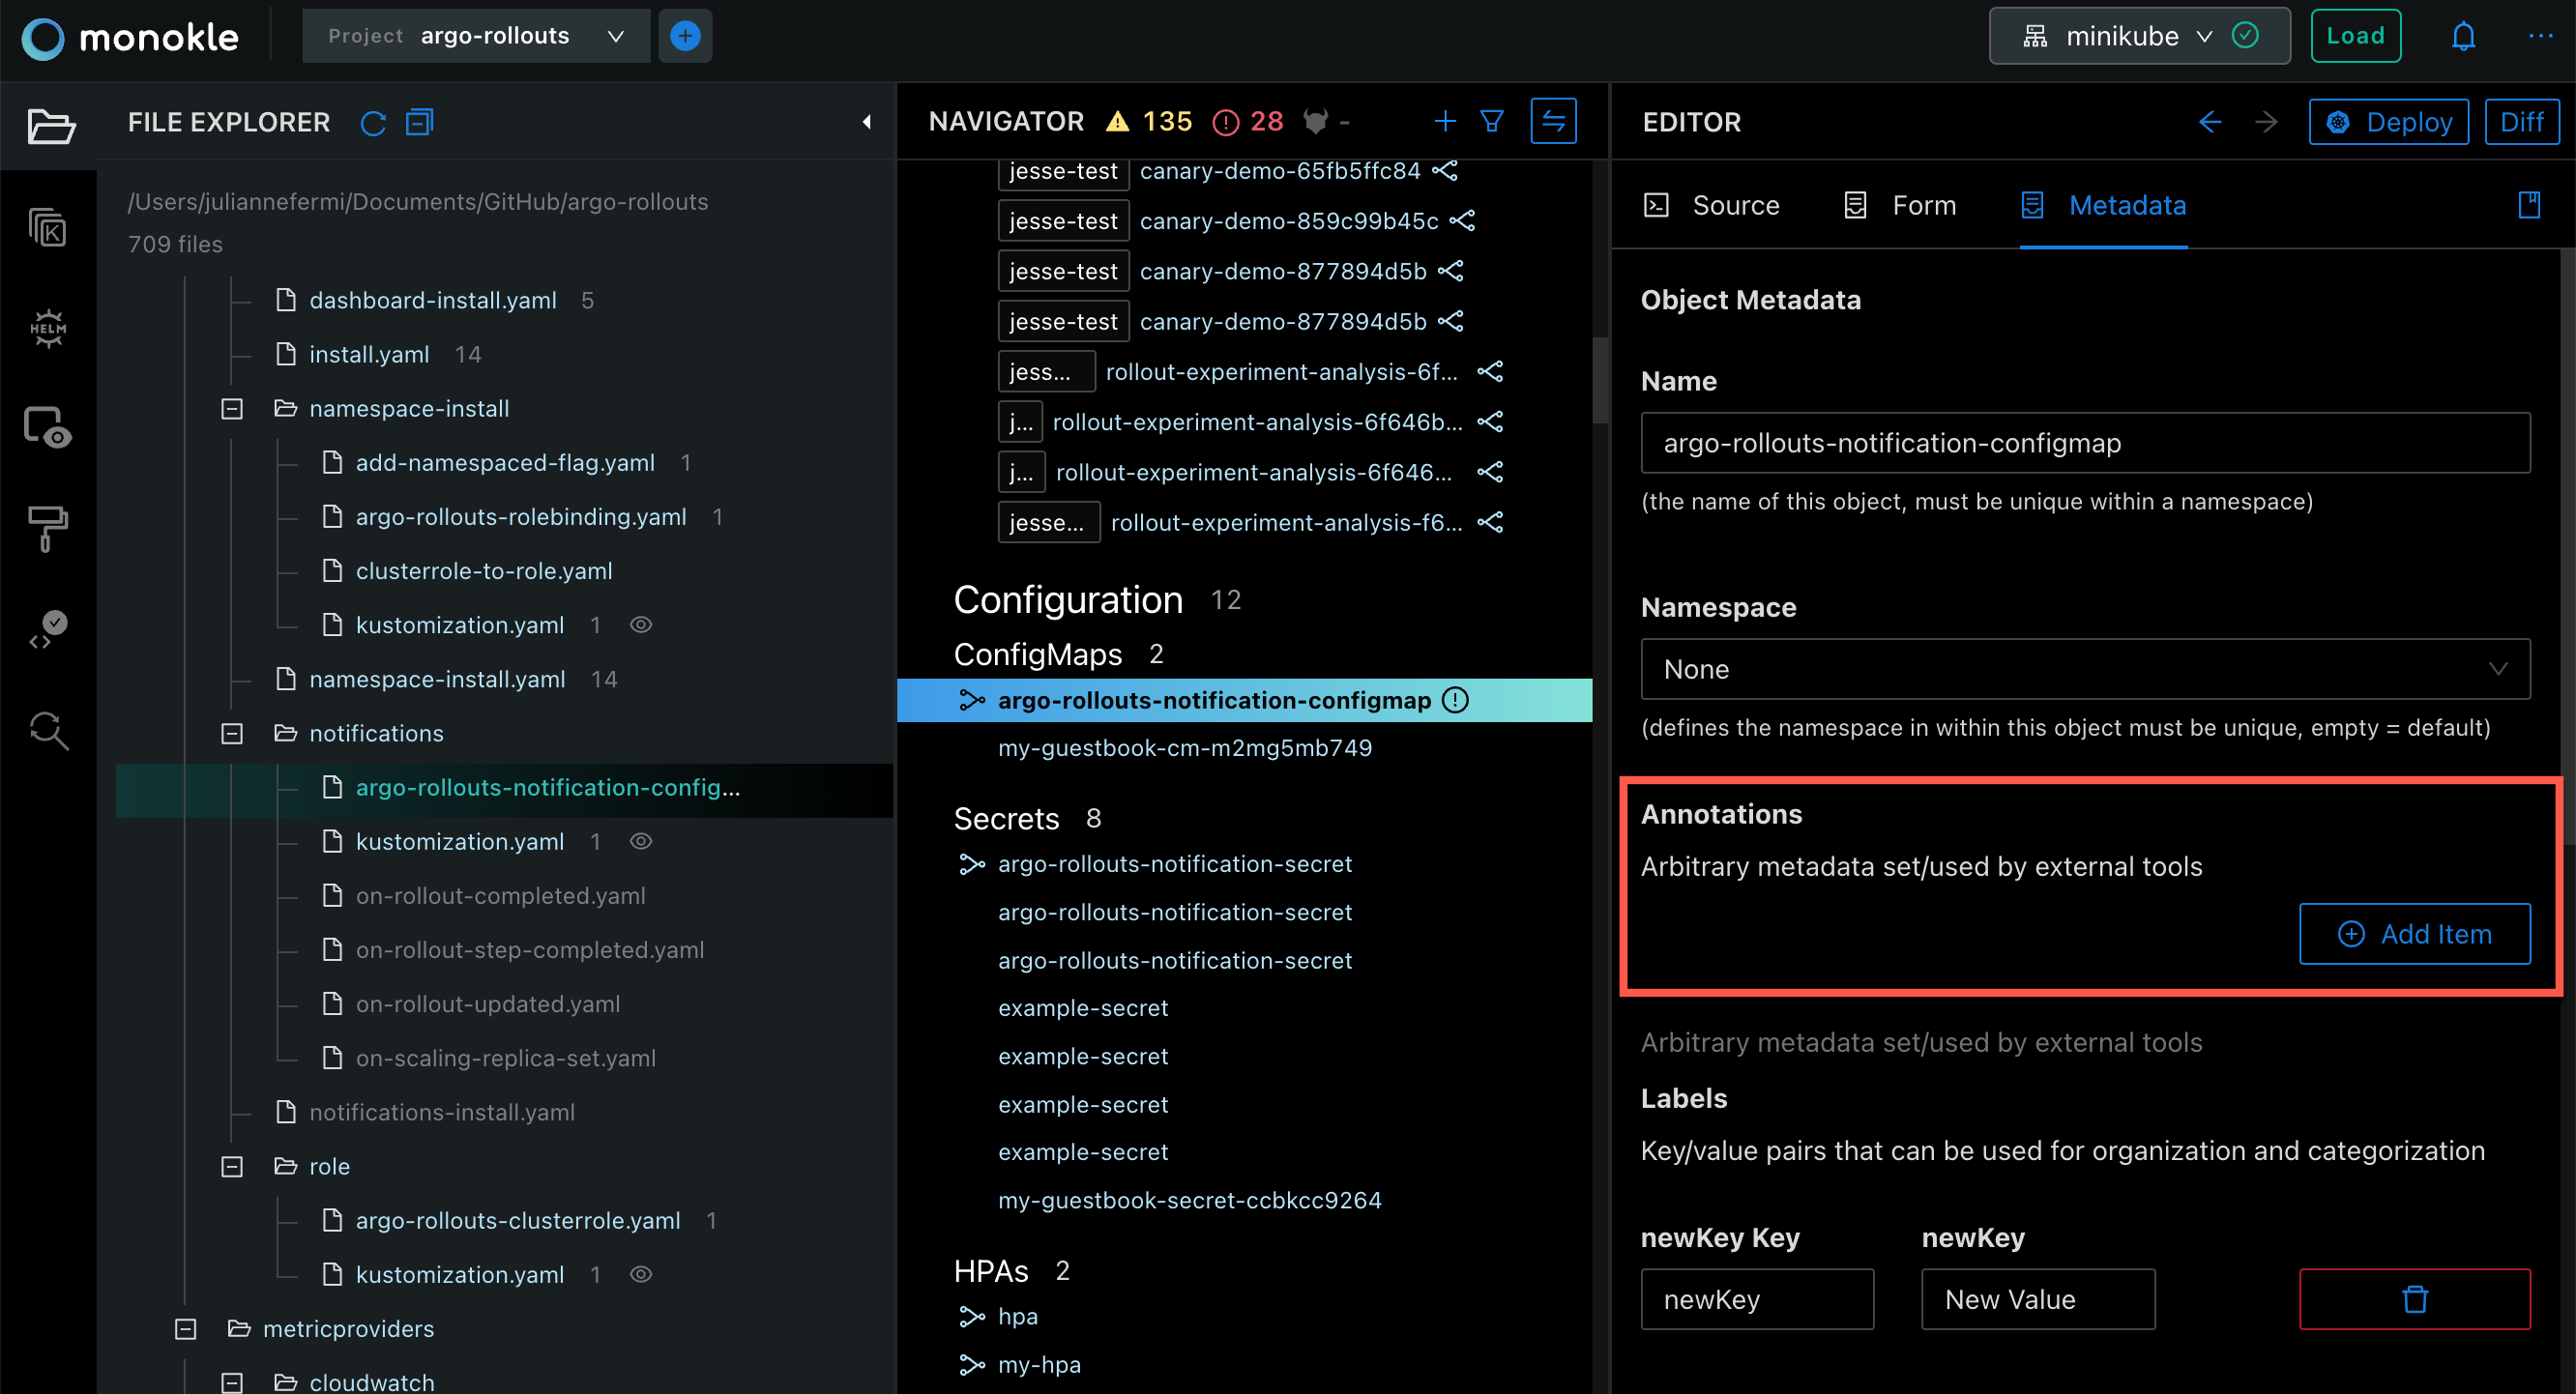 monokle
Project argo-rollouts
minikube
Load
FILE EXPLORER
/Users/juliannefermi/Documents/GitHub/argo-rollouts
709 files
dashboard-install.yaml 5
install.yaml 14
namespace-install
add-namespaced-flag.yaml 1
argo-rollouts-rolebinding.yaml 1
clusterrole-to-role.yaml
kustomization.yaml 1
namespace-install.yaml 14
notifications
argo-rollouts-notification-config...
kustomization.yaml 1
on-rollout-completed.yaml
on-rollout-step-completed.yaml
on-rollout-updated.yaml
on-scaling-replica-set.yaml
notifications-install.yaml
role
argo-rollouts-clusterrole.yaml 1
kustomization.yaml 1
metricproviders
cloudwatch
K
HELM
NAVIGATOR 135 28 -
jesse-test canary-demo-65fb5ffc84
jesse-test canary-demo-859c99b45c
jesse-test canary-demo-877894d5b
jesse-test canary-demo-877894d5b
jess... rollout-experiment-analysis-6f...
j... rollout-experiment-analysis-6f646b...
j... rollout-experiment-analysis-6f646...
jesse... rollout-experiment-analysis-f6...
Configuration 12
ConfigMaps 2
argo-rollouts-notification-configmap
my-guestbook-cm-m2mg5mb749
Secrets 8
argo-rollouts-notification-secret
argo-rollouts-notification-secret
argo-rollouts-notification-secret
example-secret
example-secret
example-secret
example-secret
my-guestbook-secret-ccbkcc9264
HPAs 2
hpa
my-hpa
EDITOR
Deploy
Diff
Source Form Metadata
Object Metadata
Name
argo-rollouts-notification-configmap
(the name of this object, must be unique within a namespace)
Namespace
None
(defines the namespace in within this object must be unique, empty = default)
Annotations
Arbitrary metadata set/used by external tools
Add Item
Arbitrary metadata set/used by external tools
Labels
Key/value pairs that can be used for organization and categorization
newKey Key newKey
newKey New Value